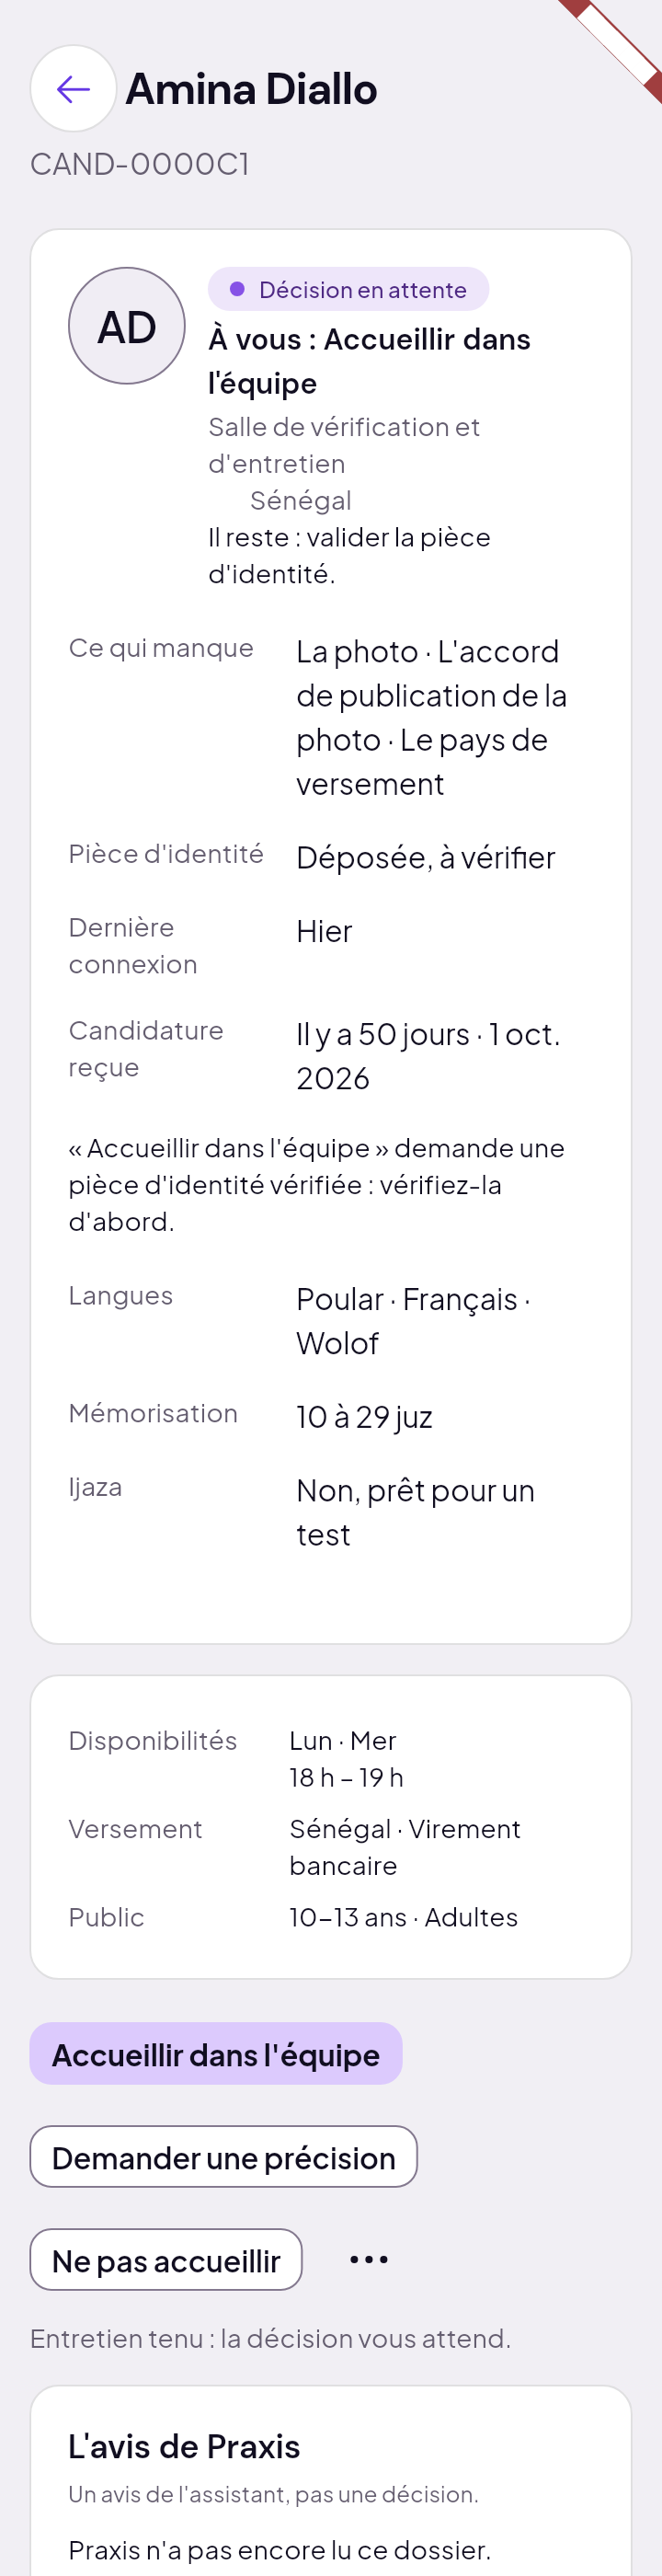 Amina Diallo
CAND-0000C1
AD
Décision en attente
À vous : Accueillir dans
l'équipe
Salle de vérification et
d'entretien
Sénégal
Il reste : valider la pièce
d'identité.
Ce qui manque
La photo · L'accord
de publication de la
photo · Le pays de
versement
Pièce d'identité
Déposée, à vérifier
Dernière
connexion
Hier
Candidature
reçue
Il y a 50 jours · 1 oct.
2026
« Accueillir dans l'équipe » demande une
pièce d'identité vérifiée : vérifiez-la
d'abord.
Langues
Poular · Français ·
Wolof
Mémorisation
10 à 29 juz
Ijaza
Non, prêt pour un
test
Disponibilités
Lun · Mer
18 h – 19 h
Versement
Sénégal · Virement
bancaire
Public
10–13 ans · Adultes
Accueillir dans l'équipe
Demander une précision
Ne pas accueillir
Entretien tenu : la décision vous attend.
L'avis de Praxis
Un avis de l'assistant, pas une décision.
Praxis n'a pas encore lu ce dossier.